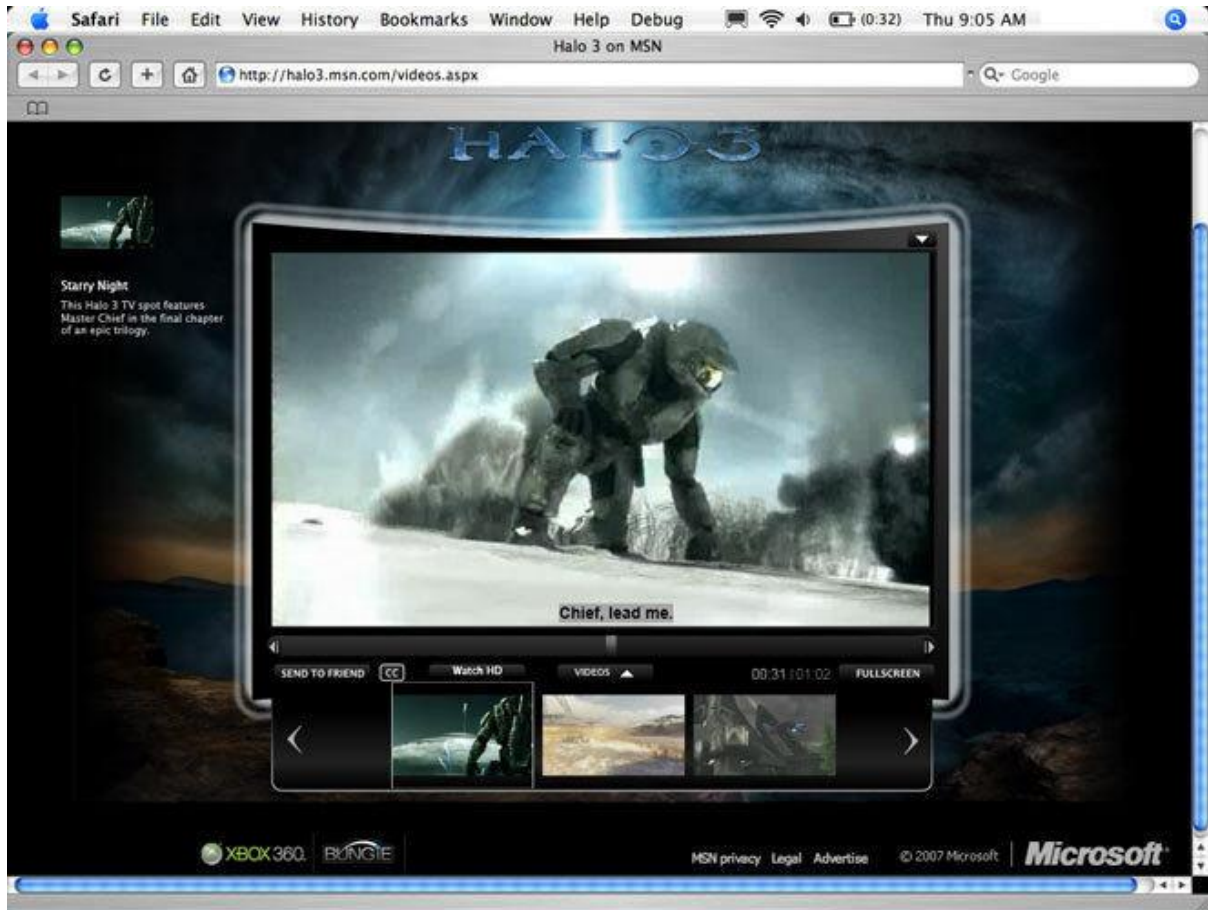 Safari File Edit View History Bookmarks Window Help Debug (0:32) Thu 9:05 AM
Halo 3 on MSN
http://halo3.msn.com/videos.aspx
Google
HALO 3
Starry Night
This Halo 3 TV spot features
Master Chief in the final chapter
of an epic trilogy.
Chief, lead me.
SEND TO FRIEND CC Watch HD VIDEOS 00:31 01:02 FULLSCREEN
XBOX 360. BUNGIE
MSN privacy Legal Advertise © 2007 Microsoft Microsoft